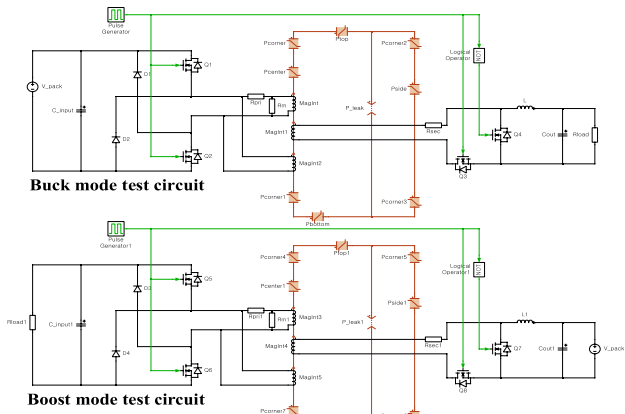 Pulse
Generator
Pcorner
Ptop
Pcorner2
Q1
D1
Pcenter
Logical
Operator
NOT
V_pack
C_input
Rpri
Rm
MagInt
P_leak
Pside
L
D2
MagInt1
Rsec
Q4
Cout
Rload
Q2
MagInt2
Q3
Buck mode test circuit
Pcorner1
Pcorner3
Pbottom
Pulse
Generator1
Pcorner4
Ptop1
Pcorner5
Q5
D3
Pcenter1
Logical
Operator1
NOT
Rload1
C_input1
Rpri1
Rm1
MagInt3
P_leak1
Pside1
L1
D4
MagInt4
Rsec1
Q7
Cout1
V_pack
Q6
MagInt5
Q8
Boost mode test circuit
Pcorner7